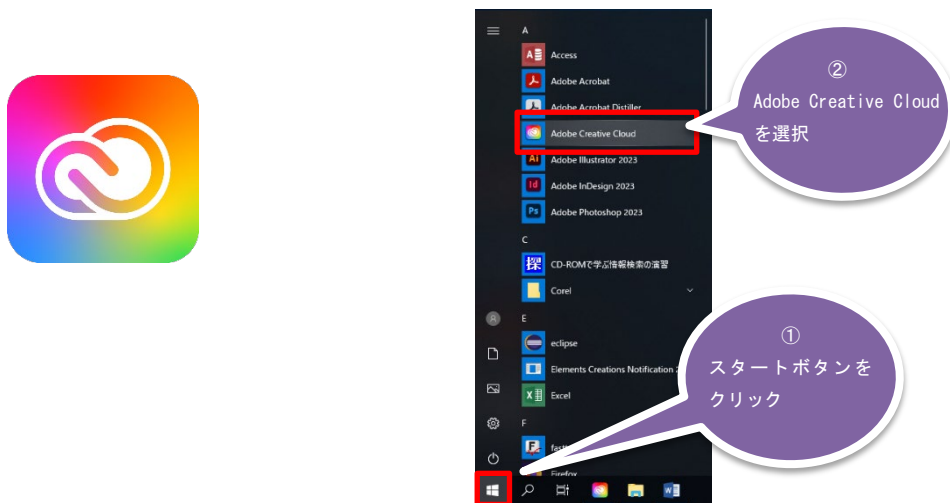 A
Access
Adobe Acrobat
Adobe Acrobat Distiller
Adobe Creative Cloud
Adobe Illustrator 2023
Adobe InDesign 2023
Adobe Photoshop 2023
C
CD-ROMで学ぶ情報検索の演習
Corel
E
eclipse
Elements Creations Notification
Excel
F
Firefox
②
Adobe Creative Cloud
を選択
①
スタートボタンを
クリック